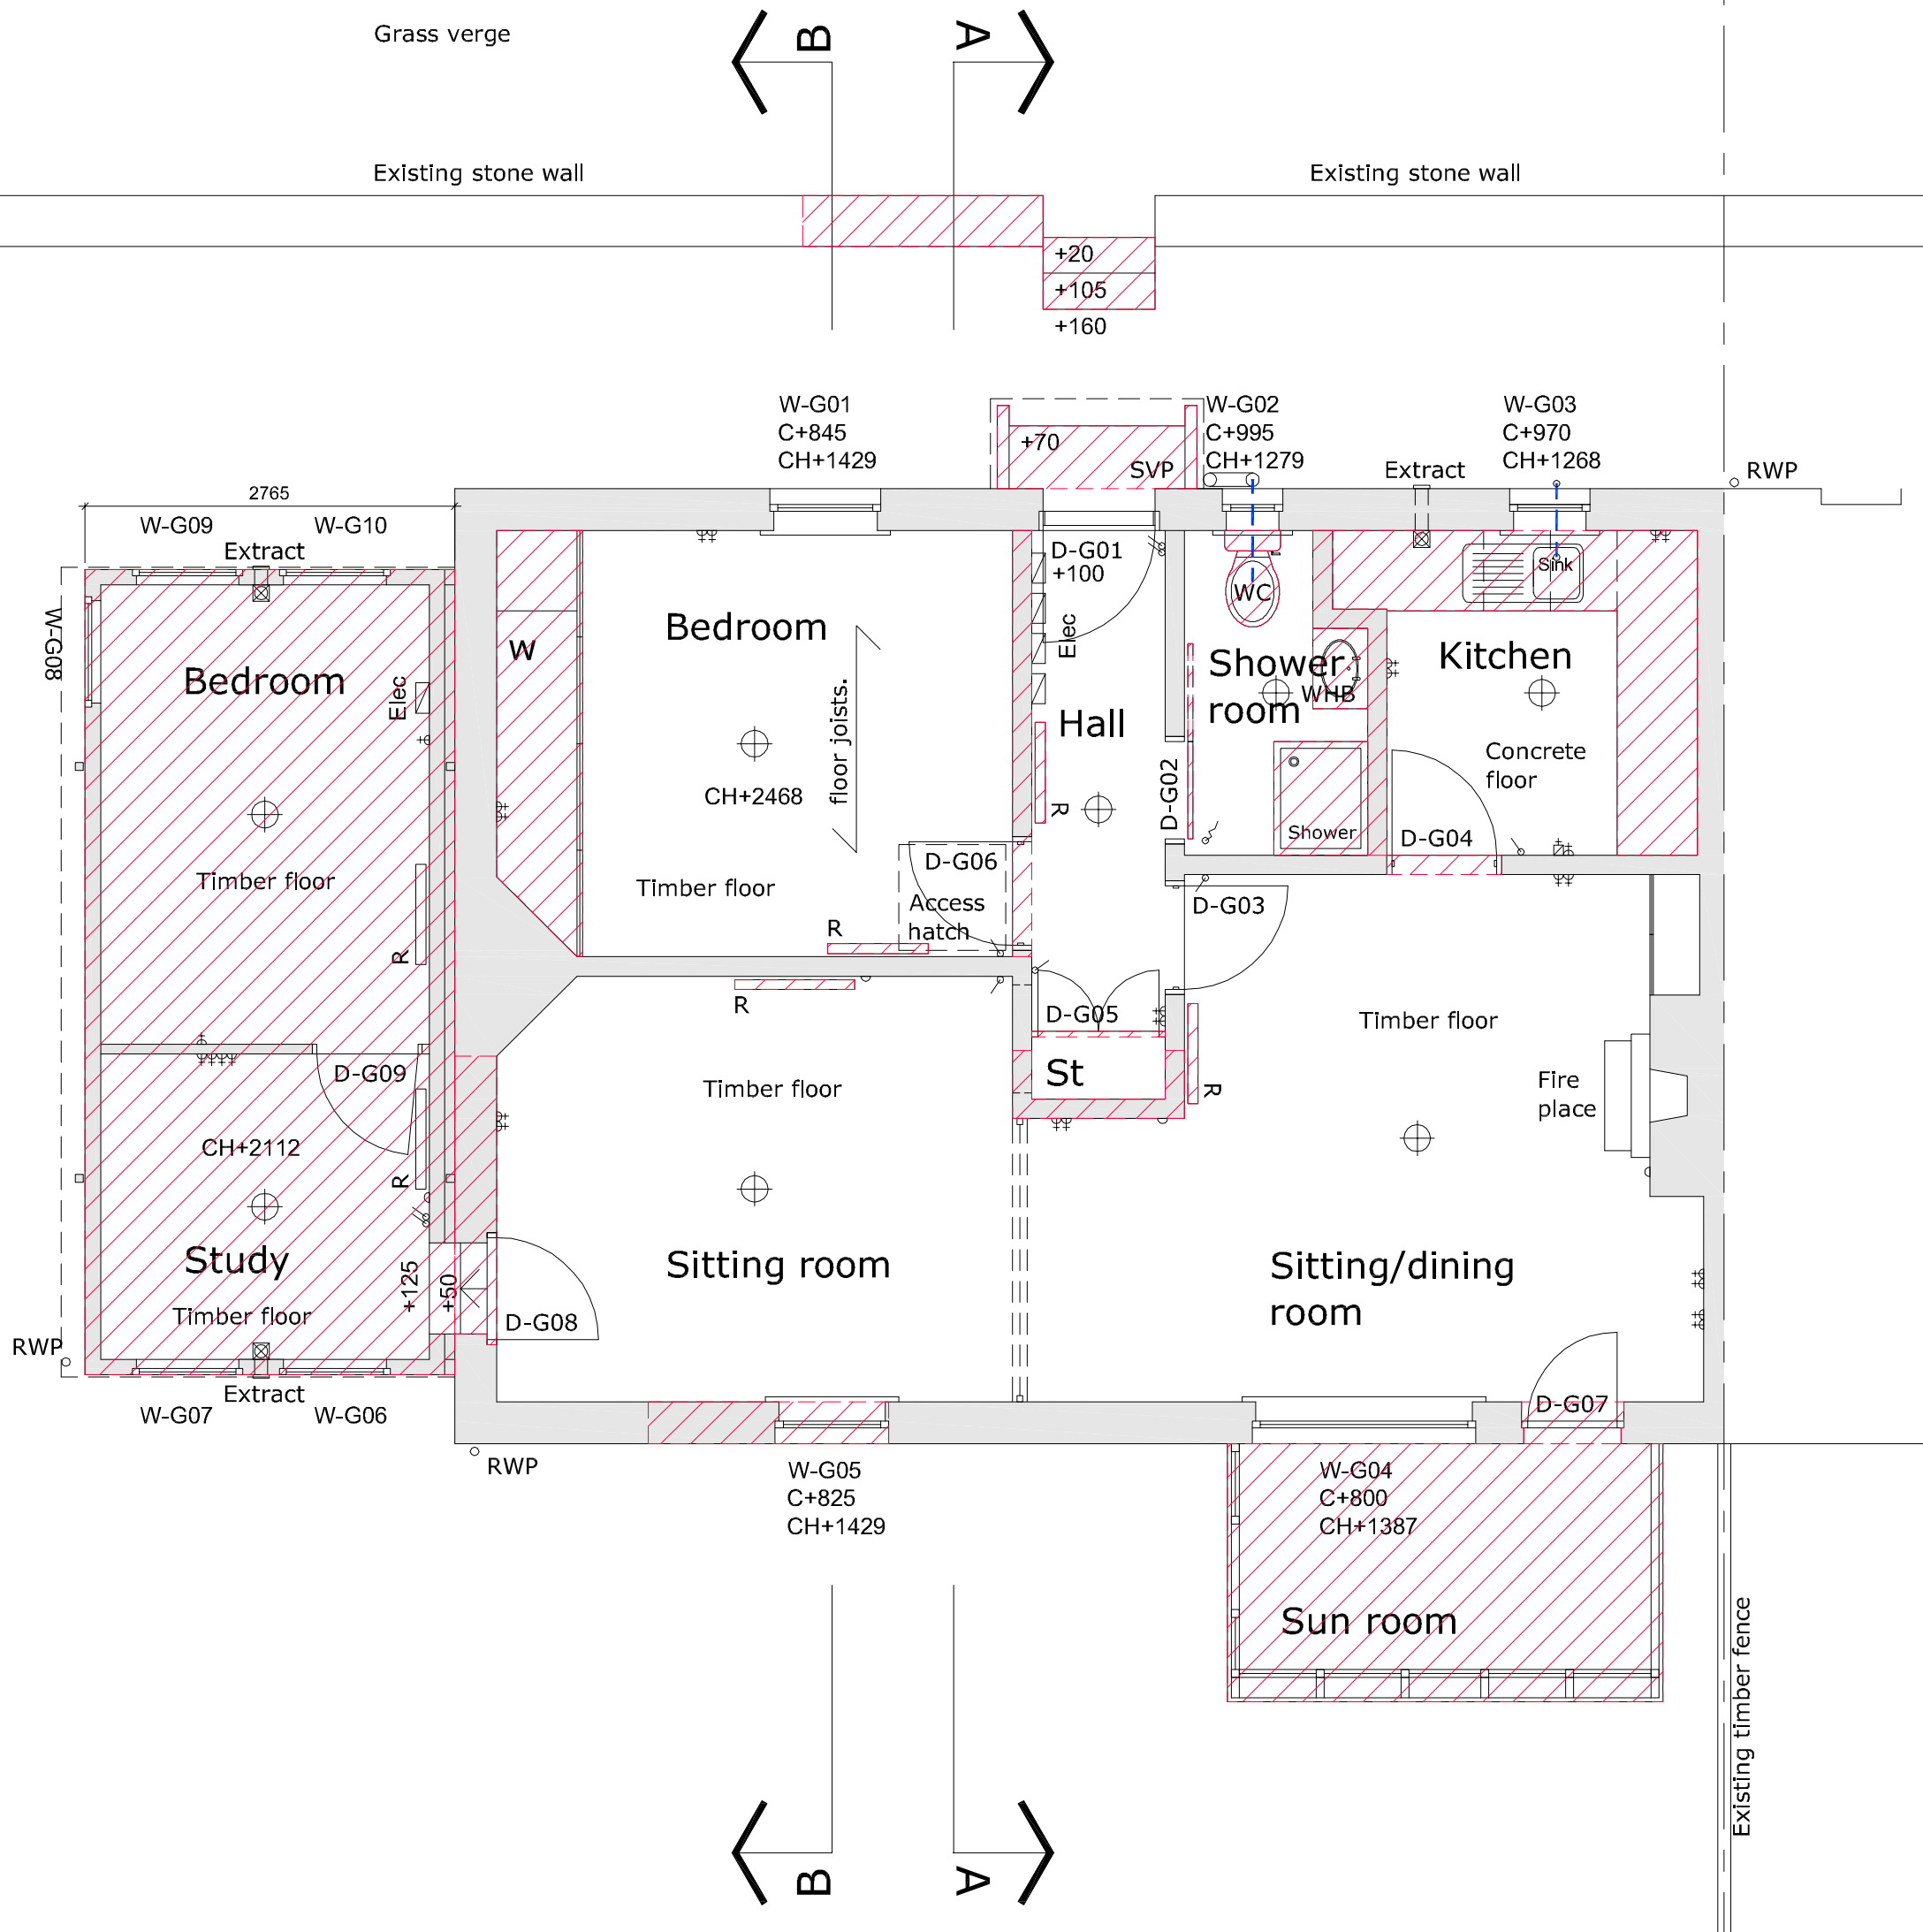 Grass verge
B
A
Existing stone wall
Existing stone wall
+20
+105
+160
W-G01
C+845
CH+1429
+70
SVP
W-G02
C+995
CH+1279
Extract
W-G03
C+970
CH+1268
RWP
2765
W-G09
W-G10
Extract
W-G08
Bedroom
Elec
Timber floor
R
W
Bedroom
floor joists.
CH+2468
Timber floor
D-G06
Access
hatch
R
D-G01
+100
Elec
Hall
R
D-G02
WC
Shower
room
WHB
Shower
Sink
Kitchen
Concrete
floor
D-G04
D-G03
D-G05
St
R
R
Timber floor
Timber floor
Fire
place
D-G09
CH+2112
R
Study
Timber floor
+125
+50
D-G08
Sitting room
Sitting/dining
room
D-G07
RWP
Extract
W-G07
W-G06
RWP
W-G05
C+825
CH+1429
W-G04
C+800
CH+1387
Sun room
Existing timber fence
B
A